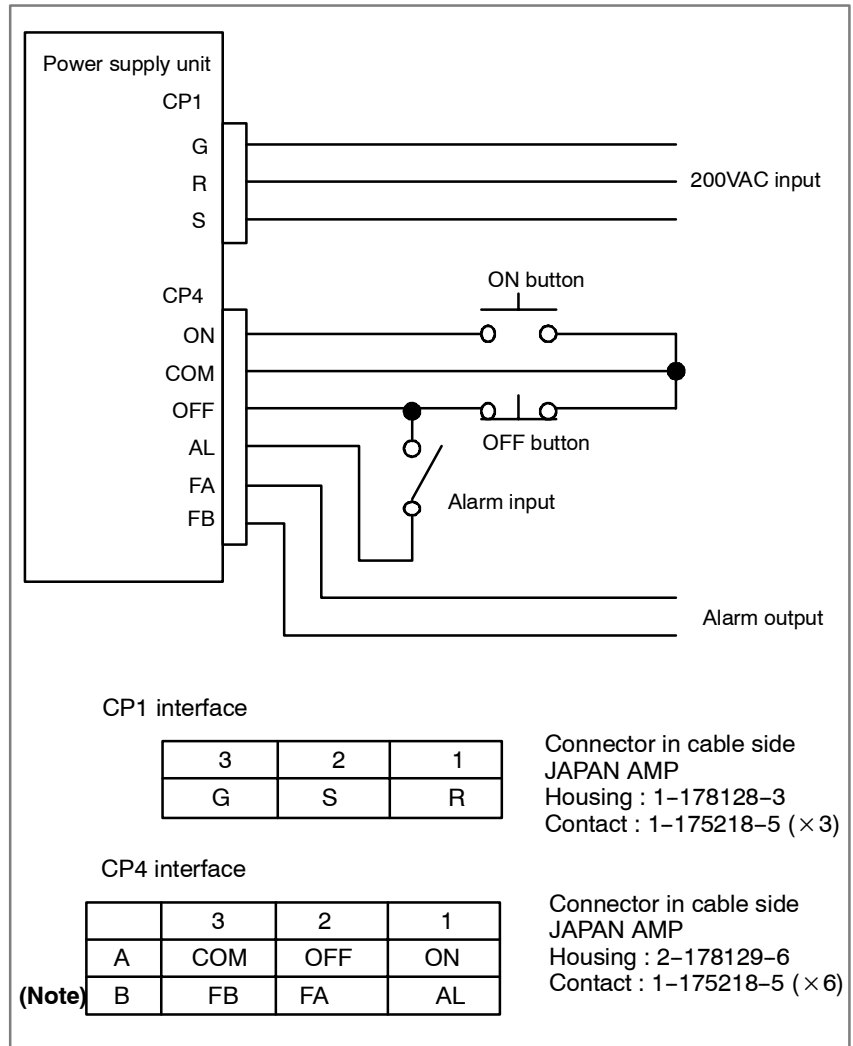 Power supply unit
CP1
G
R
S
200VAC input
CP4
ON
COM
OFF
AL
FA
FB
ON button
OFF button
Alarm input
Alarm output
CP1 interface
3 2 1
G S R
Connector in cable side
JAPAN AMP
Housing : 1−178128−3
Contact : 1−175218−5 (×3)
CP4 interface
3 2 1
A COM OFF ON
(Note) B FB FA AL
Connector in cable side
JAPAN AMP
Housing : 2−178129−6
Contact : 1−175218−5 (×6)